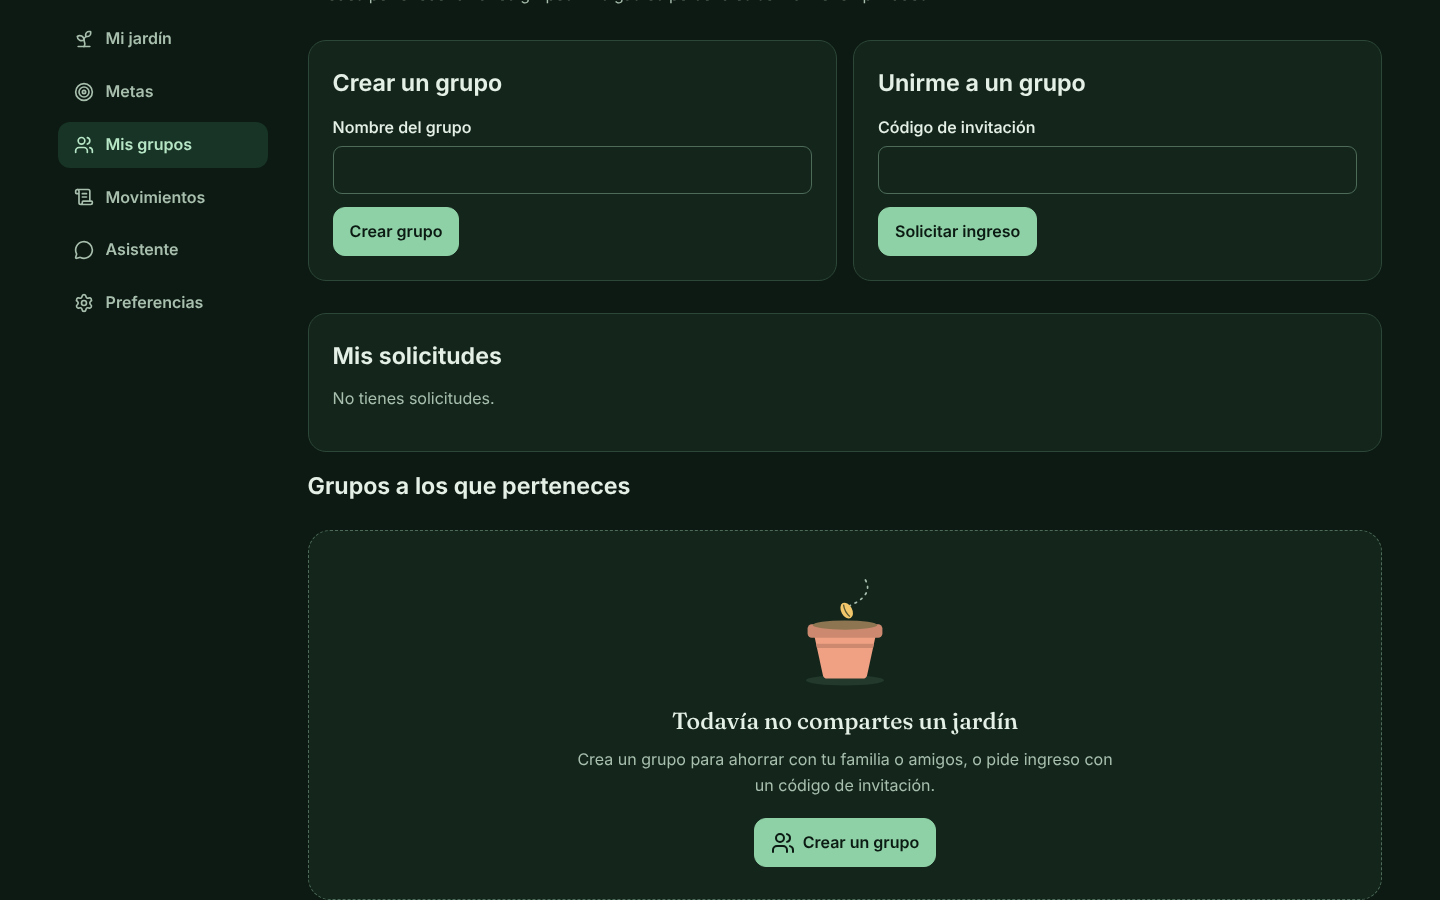 Mi jardín
Metas
Mis grupos
Movimientos
Asistente
Preferencias
Crear un grupo
Nombre del grupo
Crear grupo
Unirme a un grupo
Código de invitación
Solicitar ingreso
Mis solicitudes
No tienes solicitudes.
Grupos a los que perteneces
Todavía no compartes un jardín
Crea un grupo para ahorrar con tu familia o amigos, o pide ingreso con
un código de invitación.
Crear un grupo